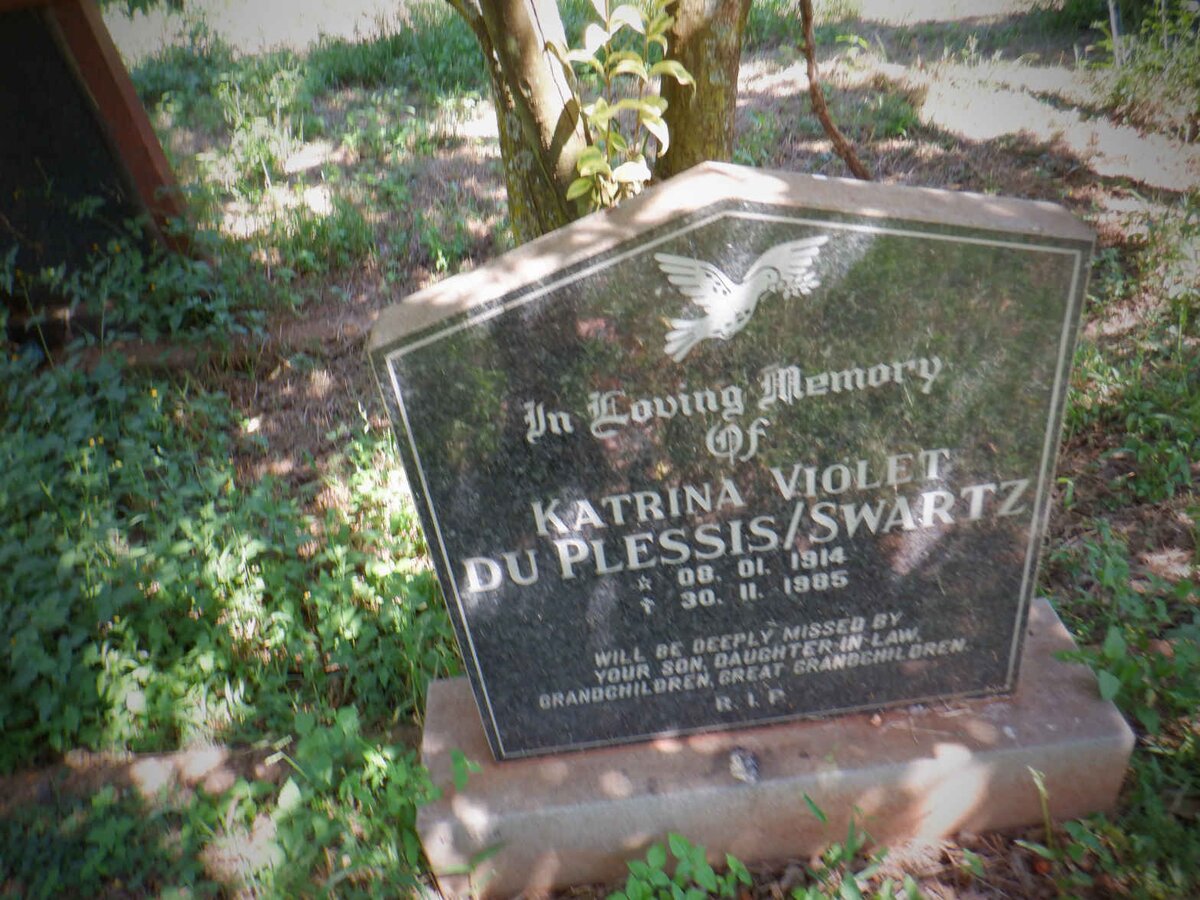 In Loving Memory
Of
KATRINA VIOLET
DU PLESSIS/SWARTZ
☆ 08. 01. 1914
✝ 30. 11. 1985
WILL BE DEEPLY MISSED BY
YOUR SON, DAUGHTER-IN-LAW,
GRANDCHILDREN, GREAT GRANDCHILDREN.
R.I.P.